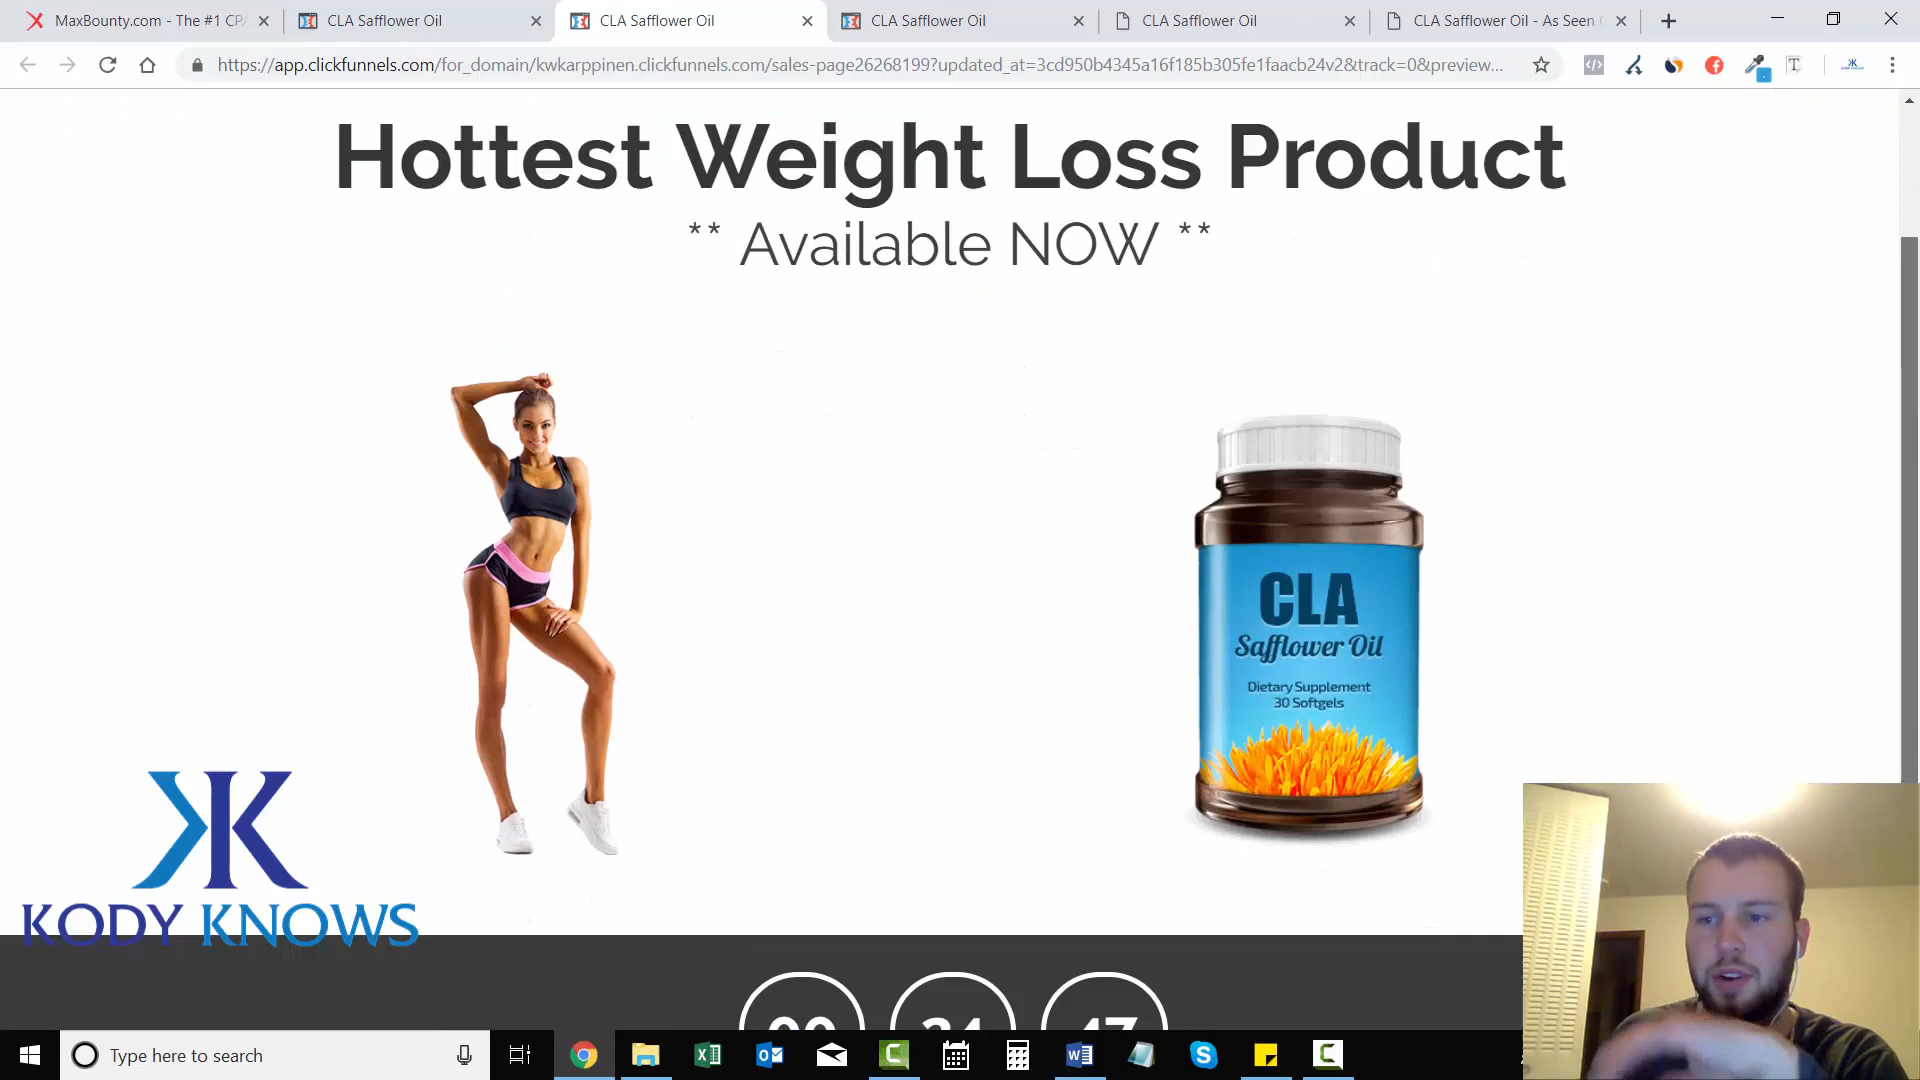 MaxBounty.com - The #1 CP
CLA Safflower Oil
CLA Safflower Oil
CLA Safflower Oil
CLA Safflower Oil
CLA Safflower Oil - As Seen
https://app.clickfunnels.com/for_domain/kwkarppinen.clickfunnels.com/sales-page26268199?updated_at=3cd950b4345a16f185b305fe1faacb24v2&track=0&preview...
Hottest Weight Loss Product
** Available NOW **
CLA
Safflower Oil
Dietary Supplement
30 Softgels
KK
KODY KNOWS
Type here to search